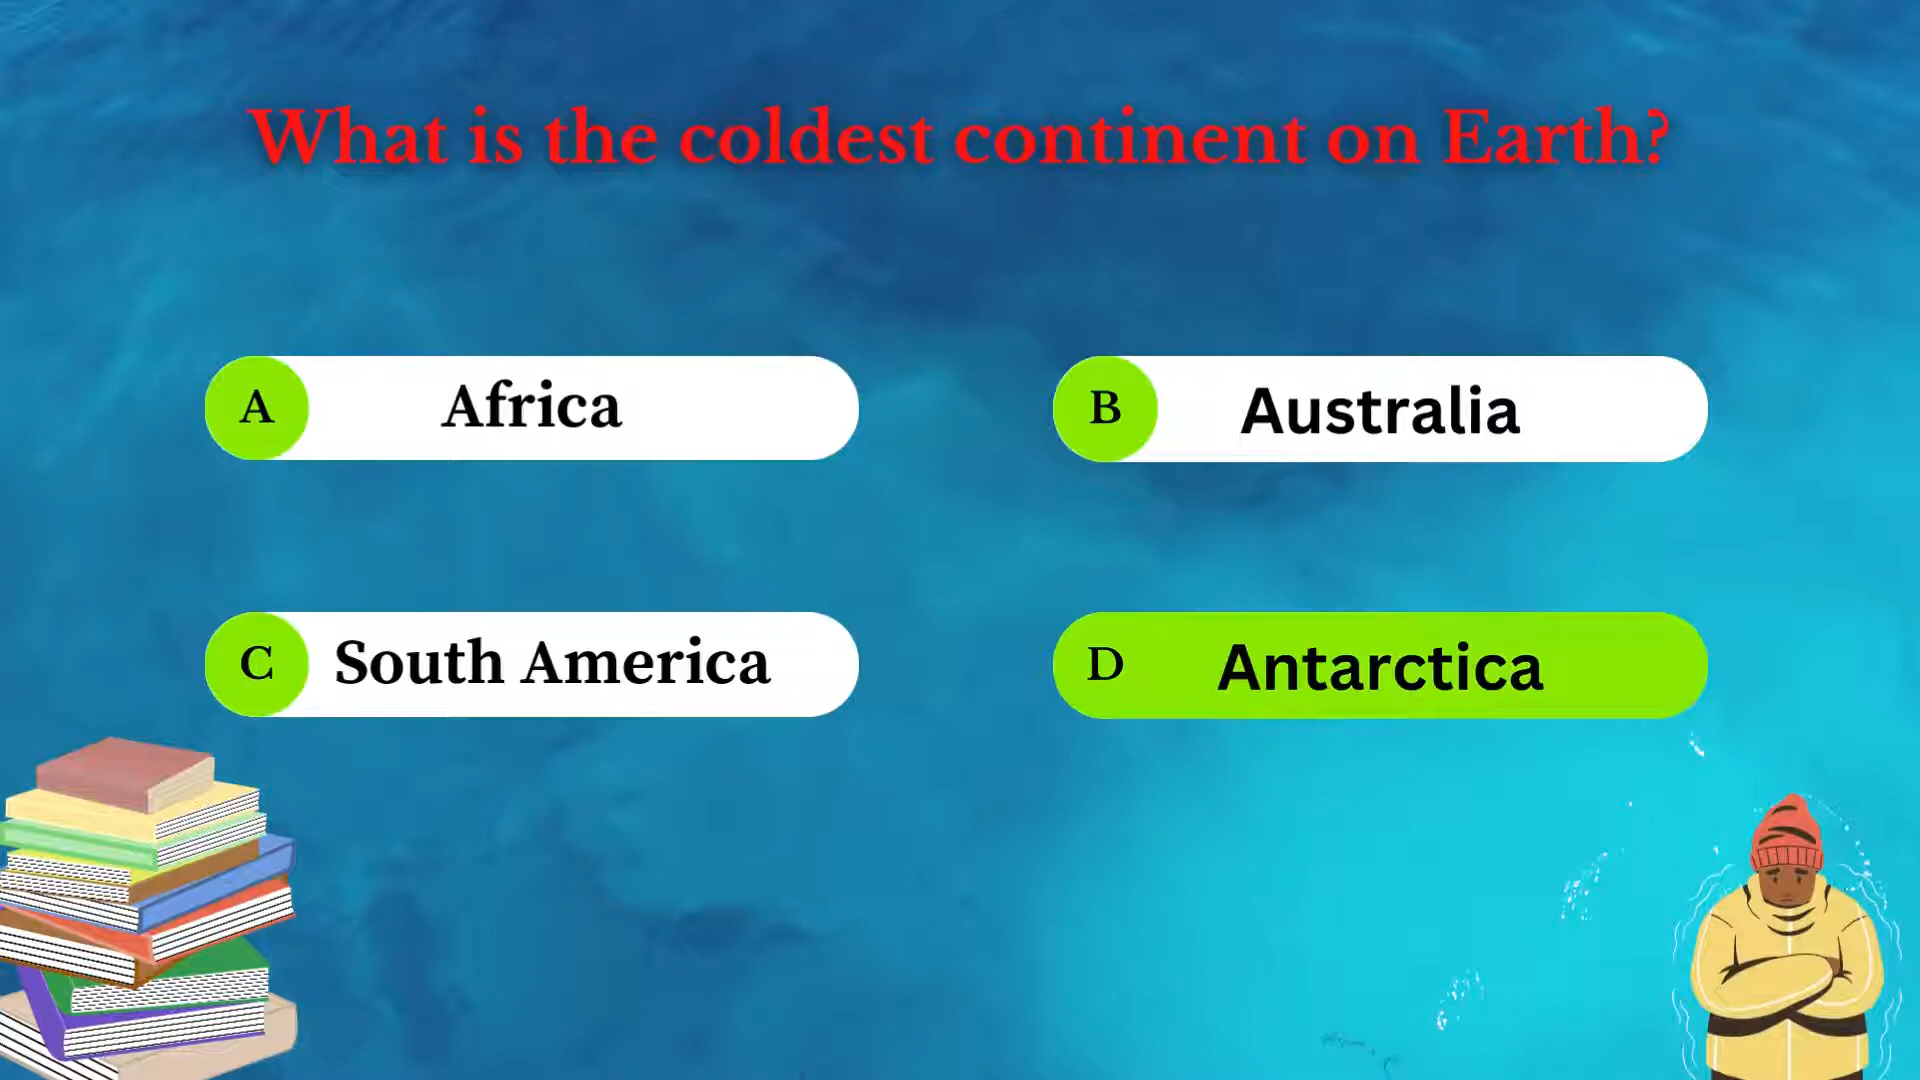 What is the coldest continent on Earth?
A Africa
B Australia
C South America
D Antarctica